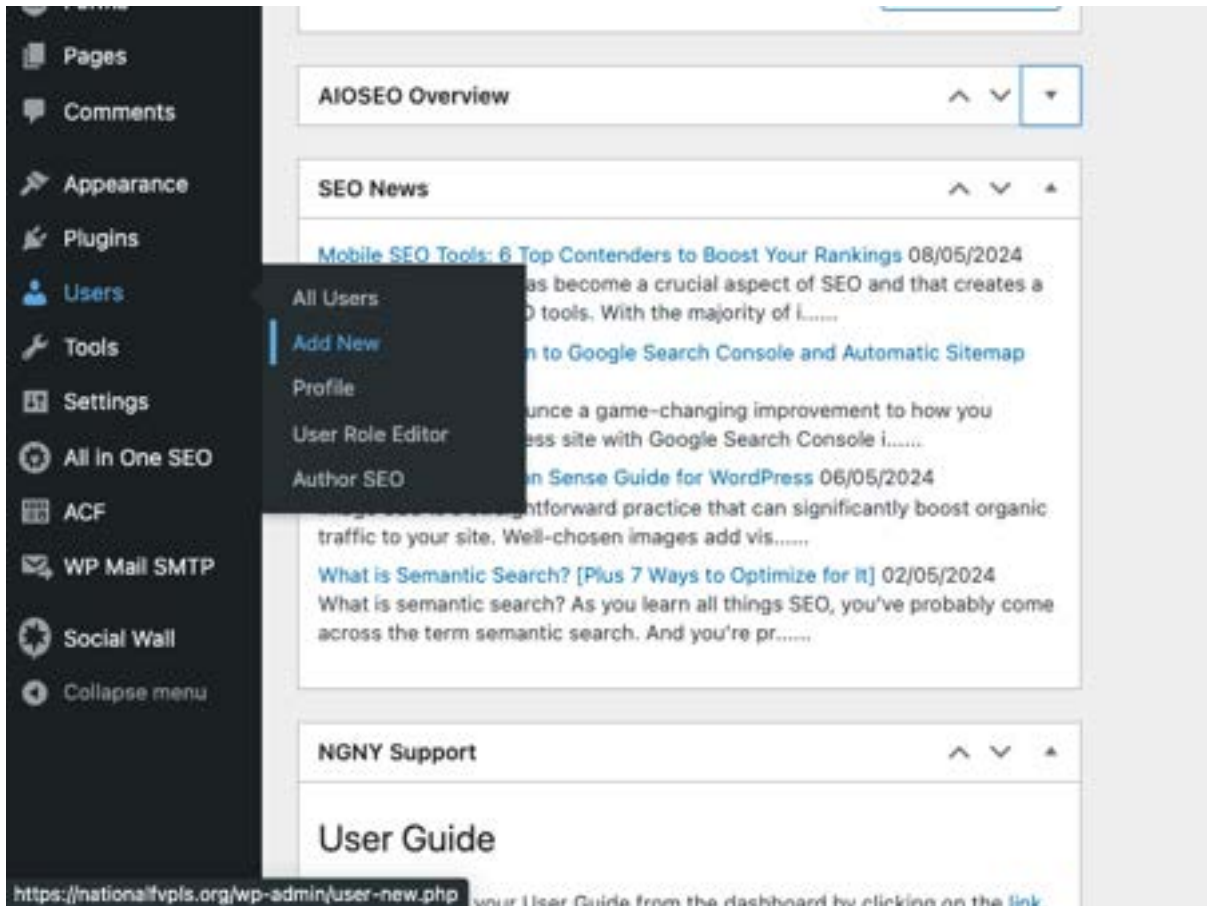 Pages
Comments
Appearance
Plugins
Users
Tools
Settings
All in One SEO
ACF
WP Mail SMTP
Social Wall
Collapse menu
All Users
Add New
Profile
User Role Editor
Author SEO
AIOSEO Overview
SEO News
Mobile SEO Tools: 6 Top Contenders to Boost Your Rankings 08/05/2024
as become a crucial aspect of SEO and that creates a
tools. With the majority of i......
to Google Search Console and Automatic Sitemap
unce a game-changing improvement to how you
ess site with Google Search Console i......
Sense Guide for WordPress 06/05/2024
ntforward practice that can significantly boost organic
traffic to your site. Well-chosen images add vis......
What is Semantic Search? [Plus 7 Ways to Optimize for It] 02/05/2024
What is semantic search? As you learn all things SEO, you've probably come
across the term semantic search. And you're pr......
NGNY Support
User Guide
your User Guide from the dashboard by clicking on the link
https://nationalfvpls.org/wp-admin/user-new.php